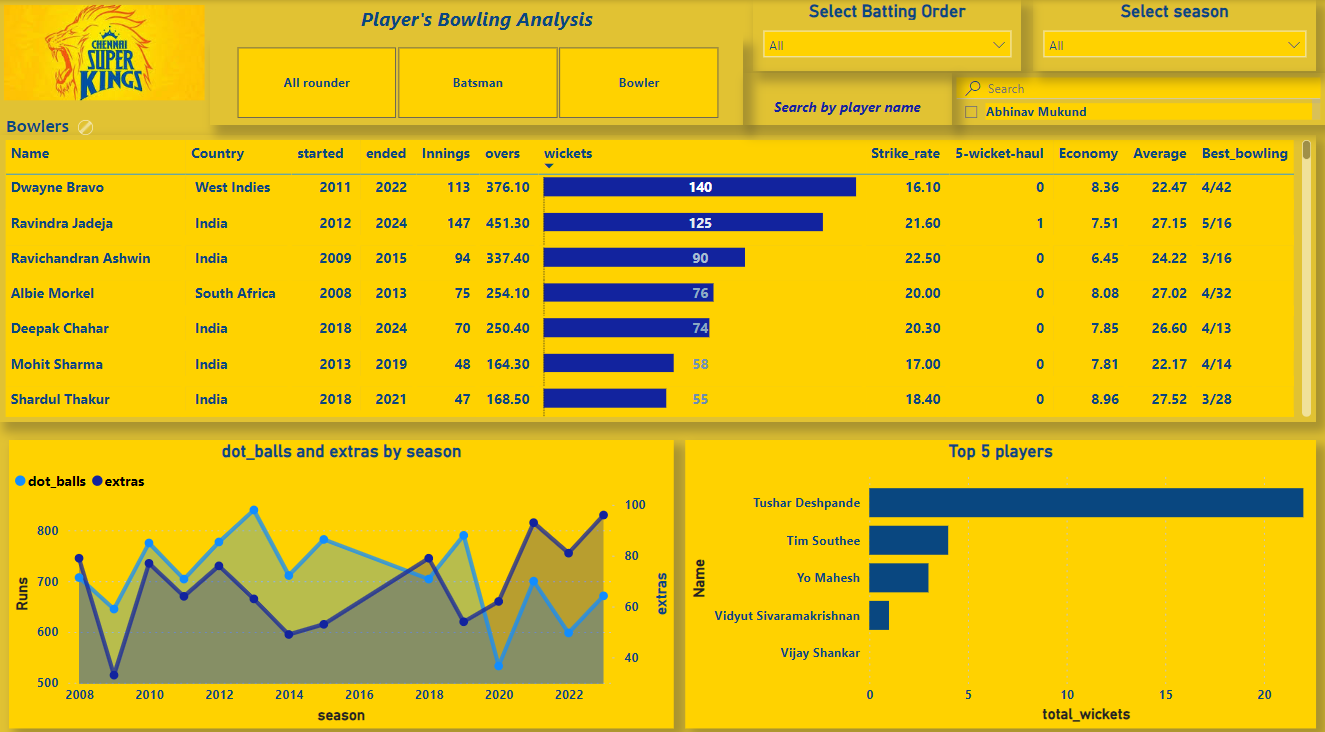 CHENNAI
SUPER
KINGS
Player's Bowling Analysis
All rounder
Batsman
Bowler
Select Batting Order
All
Select season
All
Search by player name
Search
Abhinav Mukund
Bowlers
Name Country started ended Innings overs wickets Strike_rate 5-wicket-haul Economy Average Best_bowling
Dwayne Bravo West Indies 2011 2022 113 376.10 140 16.10 0 8.36 22.47 4/42
Ravindra Jadeja India 2012 2024 147 451.30 125 21.60 1 7.51 27.15 5/16
Ravichandran Ashwin India 2009 2015 94 337.40 90 22.50 0 6.45 24.22 3/16
Albie Morkel South Africa 2008 2013 75 254.10 76 20.00 0 8.08 27.02 4/32
Deepak Chahar India 2018 2024 70 250.40 74 20.30 0 7.85 26.60 4/13
Mohit Sharma India 2013 2019 48 164.30 58 17.00 0 7.81 22.17 4/14
Shardul Thakur India 2018 2021 47 168.50 55 18.40 0 8.96 27.52 3/28
dot_balls and extras by season
dot_balls extras
Runs
800
700
600
500
100
80
60
40
extras
2008 2010 2012 2014 2016 2018 2020 2022
season
Top 5 players
Name
Tushar Deshpande
Tim Southee
Yo Mahesh
Vidyut Sivaramakrishnan
Vijay Shankar
0 5 10 15 20
total_wickets